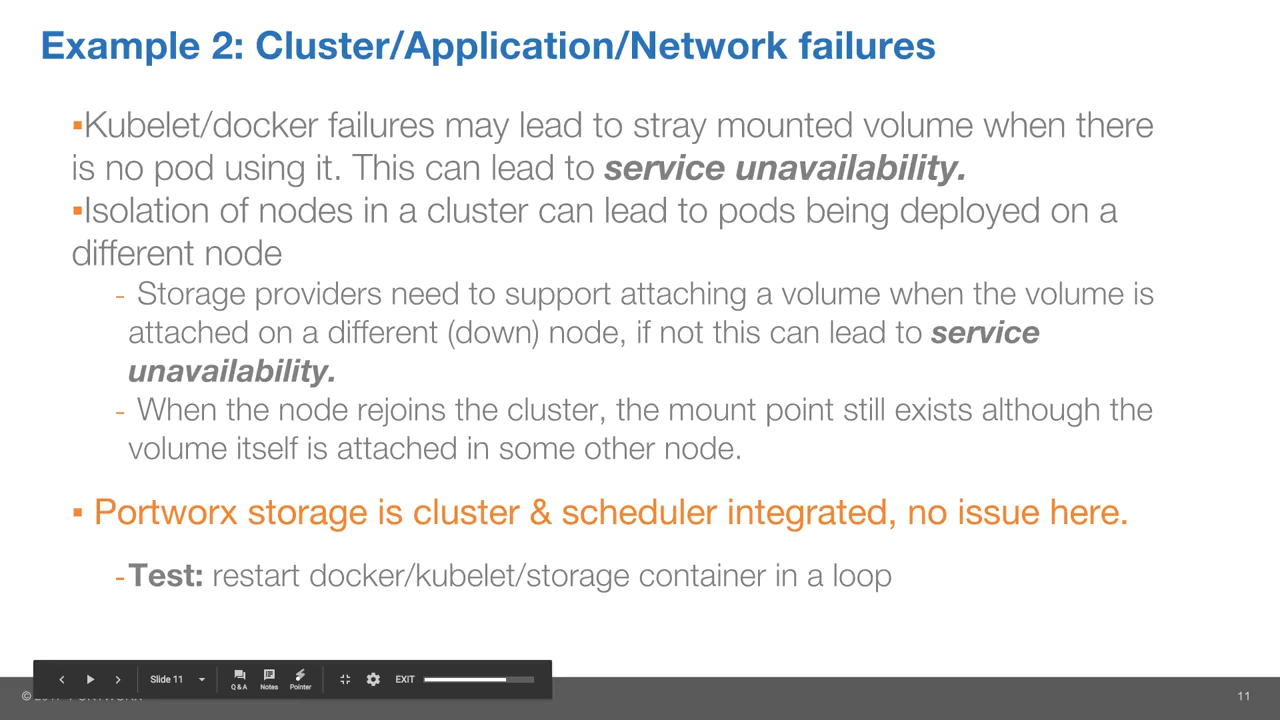 Example 2: Cluster/Application/Network failures
▪Kubelet/docker failures may lead to stray mounted volume when there
is no pod using it. This can lead to service unavailability.
▪Isolation of nodes in a cluster can lead to pods being deployed on a
different node
- Storage providers need to support attaching a volume when the volume is
attached on a different (down) node, if not this can lead to service
unavailability.
- When the node rejoins the cluster, the mount point still exists although the
volume itself is attached in some other node.
▪ Portworx storage is cluster & scheduler integrated, no issue here.
-Test: restart docker/kubelet/storage container in a loop
Slide 11
Q & A Notes Pointer
EXIT
©
11